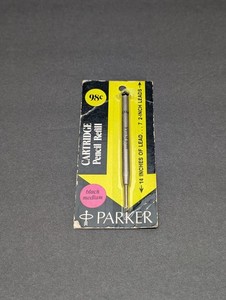 98¢
CARTRIDGE
Pencil Refill
black
medium
14 INCHES OF LEAD...7 2-INCH LEADS
PARKER